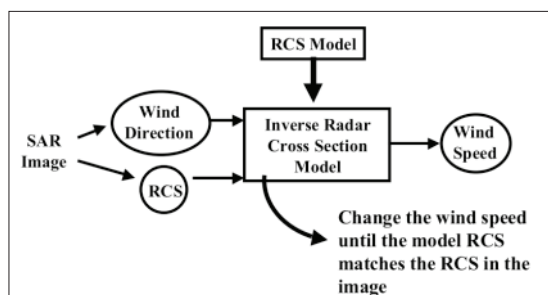 RCS Model
Wind
Direction
SAR
Image
RCS
Inverse Radar
Cross Section
Model
Wind
Speed
Change the wind speed
until the model RCS
matches the RCS in the
image